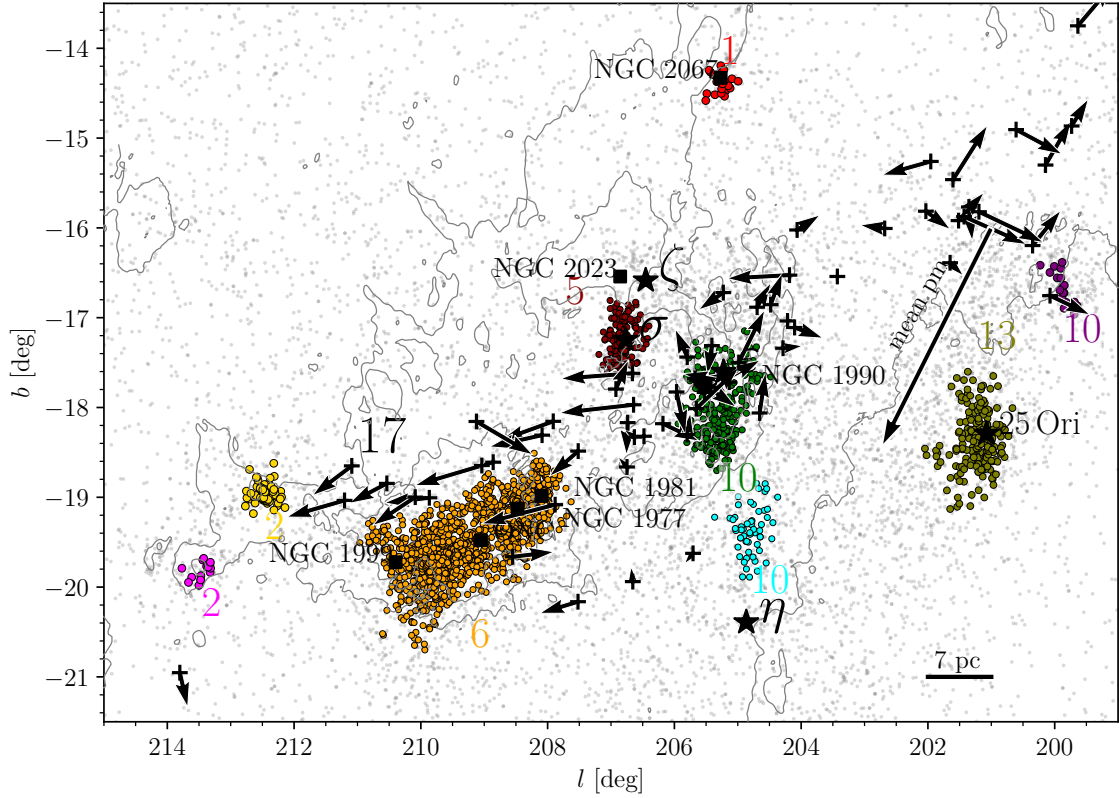 −14
−15
−16
−17
−18
−19
−20
−21
b [deg]
1
NGC 2067
NGC 2023
ζ
5
σ
mean pm
10
13
NGC 1990
25 Ori
17
10
2
NGC 1981
NGC 1977
NGC 1999
10
2
6
η
7 pc
214
212
210
208
206
204
202
200
l [deg]